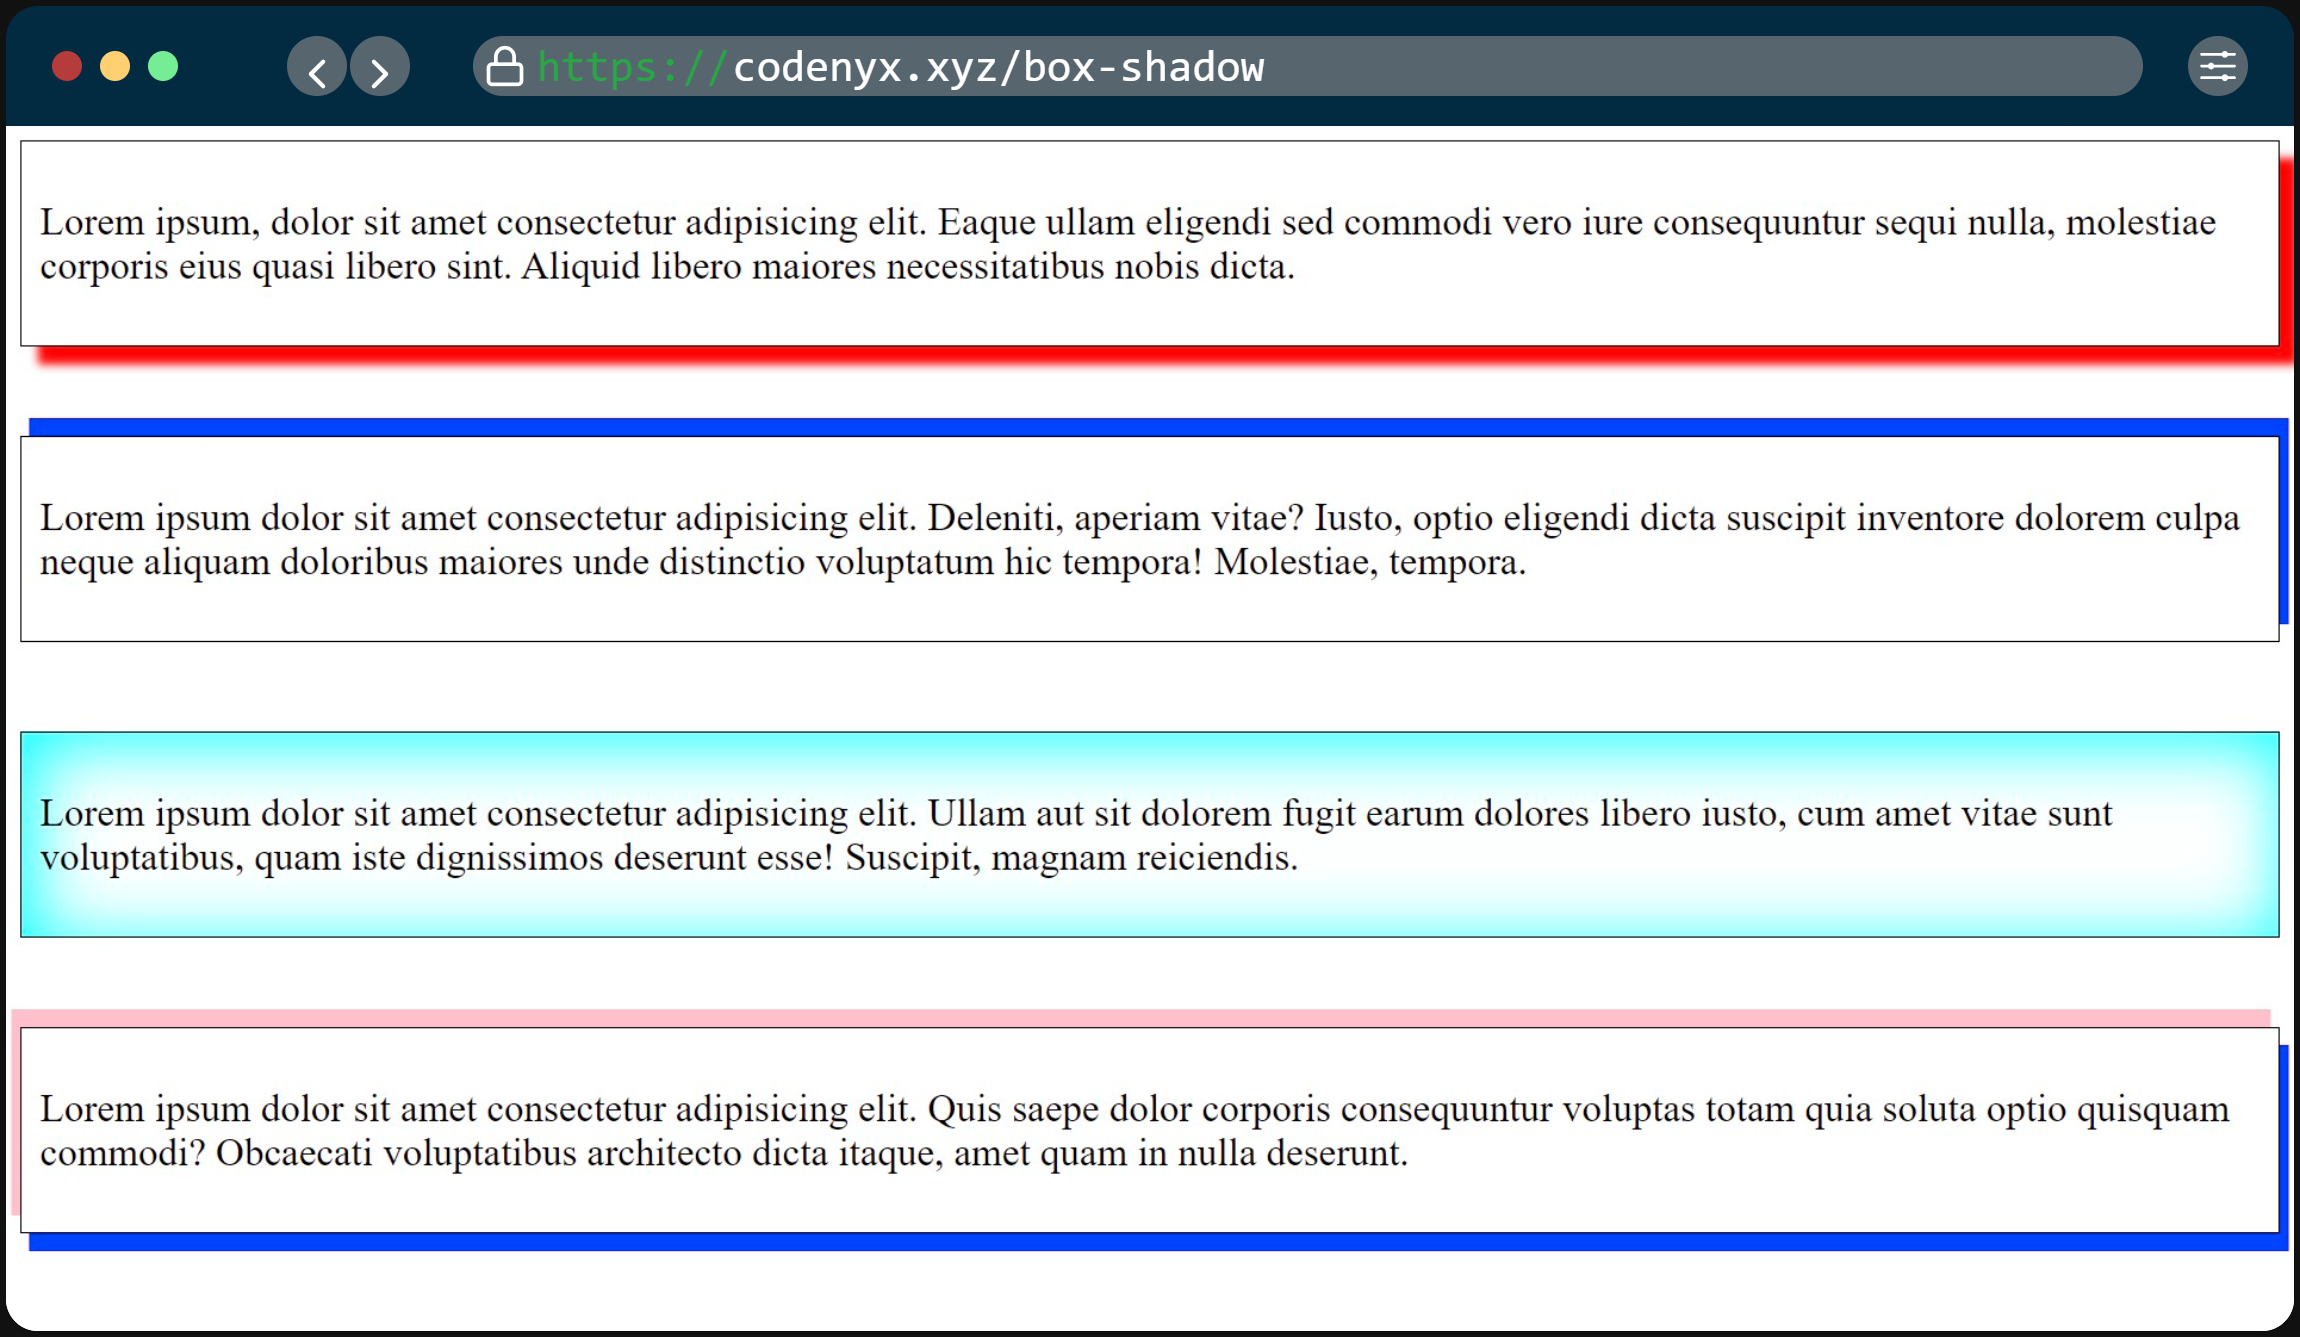 https://codenyx.xyz/box-shadow
Lorem ipsum, dolor sit amet consectetur adipisicing elit. Eaque ullam eligendi sed commodi vero iure consequuntur sequi nulla, molestiae
corporis eius quasi libero sint. Aliquid libero maiores necessitatibus nobis dicta.
Lorem ipsum dolor sit amet consectetur adipisicing elit. Deleniti, aperiam vitae? Iusto, optio eligendi dicta suscipit inventore dolorem culpa
neque aliquam doloribus maiores unde distinctio voluptatum hic tempora! Molestiae, tempora.
Lorem ipsum dolor sit amet consectetur adipisicing elit. Ullam aut sit dolorem fugit earum dolores libero iusto, cum amet vitae sunt
voluptatibus, quam iste dignissimos deserunt esse! Suscipit, magnam reiciendis.
Lorem ipsum dolor sit amet consectetur adipisicing elit. Quis saepe dolor corporis consequuntur voluptas totam quia soluta optio quisquam
commodi? Obcaecati voluptatibus architecto dicta itaque, amet quam in nulla deserunt.